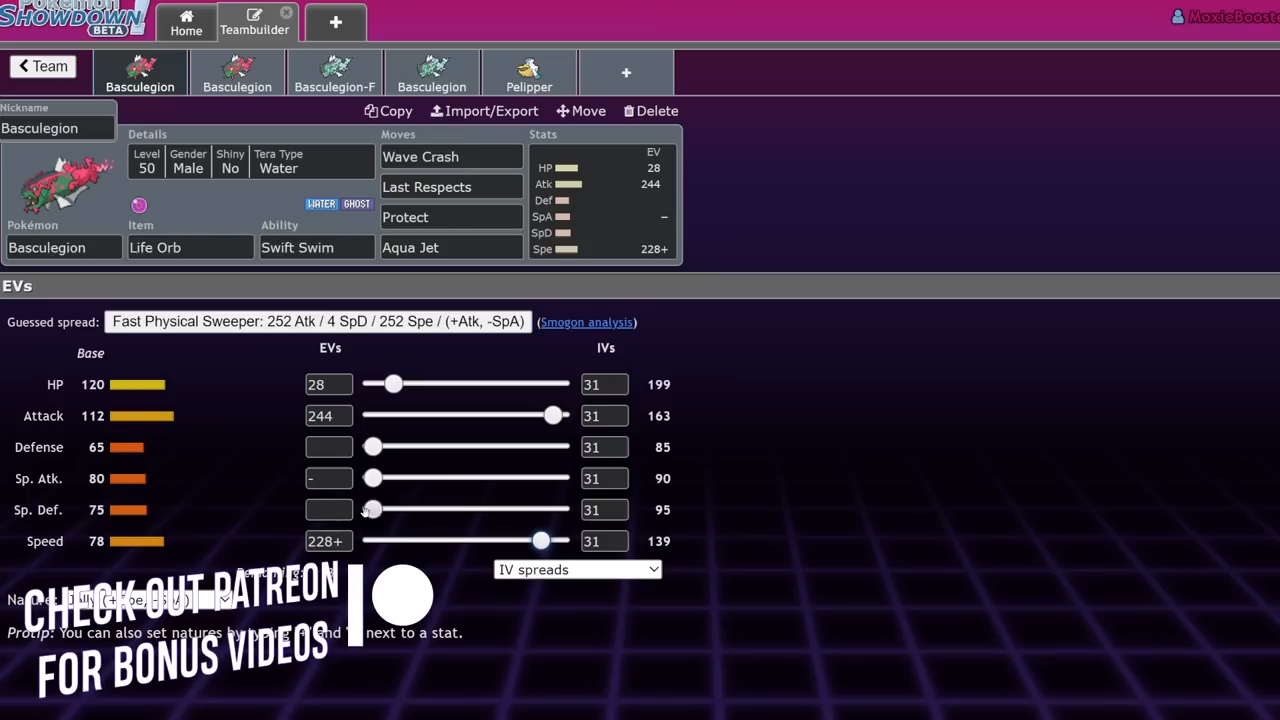 POKÉMON
SHOWDOWN!
BETA
Home
Teambuilder
+
MoxieBoost
Team
Basculegion
Basculegion
Basculegion-F
Basculegion
Pelipper
+
Copy
Import/Export
Move
Delete
Nickname
Basculegion
Details
Level
50
Gender
Male
Shiny
No
Tera Type
Water
WATER GHOST
Pokémon
Basculegion
Item
Life Orb
Ability
Swift Swim
Moves
Wave Crash
Last Respects
Protect
Aqua Jet
Stats
EV
HP 28
Atk 244
Def
SpA –
SpD
Spe 228+
EVs
Guessed spread: Fast Physical Sweeper: 252 Atk / 4 SpD / 252 Spe / (+Atk, -SpA) (Smogon analysis)
Base EVs IVs
HP 120 28 31 199
Attack 112 244 31 163
Defense 65 31 85
Sp. Atk. 80 - 31 90
Sp. Def. 75 31 95
Speed 78 228+ 31 139
IV spreads
CHECK OUT PATREON
FOR BONUS VIDEOS
Protip: You can also set natures by typing "+" and "-" next to a stat.